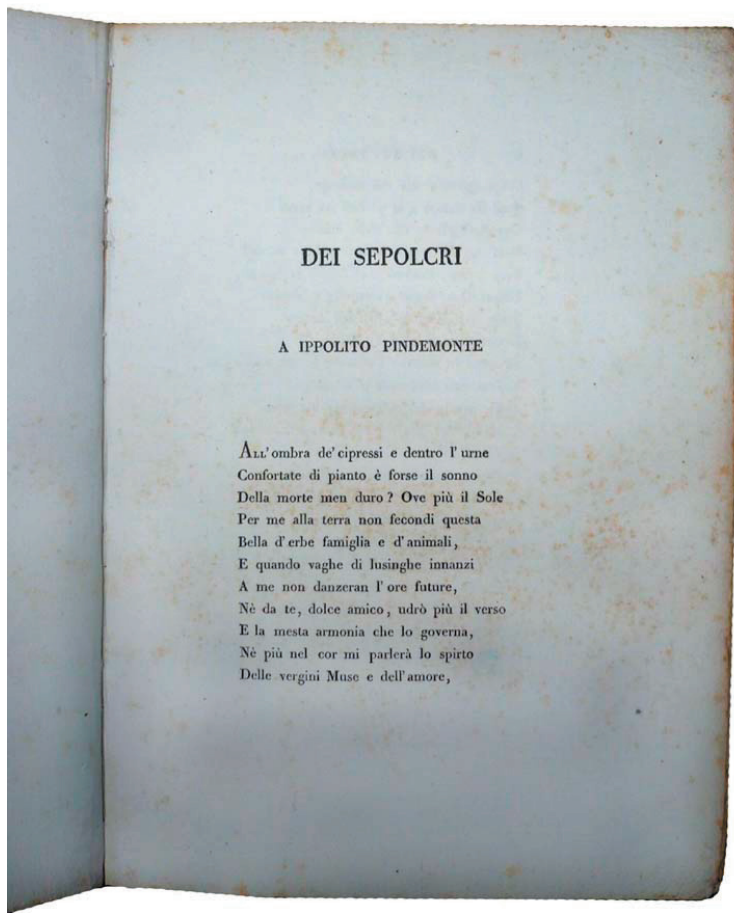 DEI SEPOLCRI
A IPPOLITO PINDEMONTE
ALL' ombra de' cipressi e dentro l' urne
Confortate di pianto è forse il sonno
Della morte men duro? Ove più il Sole
Per me alla terra non fecondi questa
Bella d' erbe famiglia e d' animali,
E quando vaghe di lusinghe innanzi
A me non danzeran l' ore future,
Nè da te, dolce amico, udrò più il verso
E la mesta armonia che lo governa,
Nè più nel cor mi parlerà lo spirto
Delle vergini Muse e dell' amore,